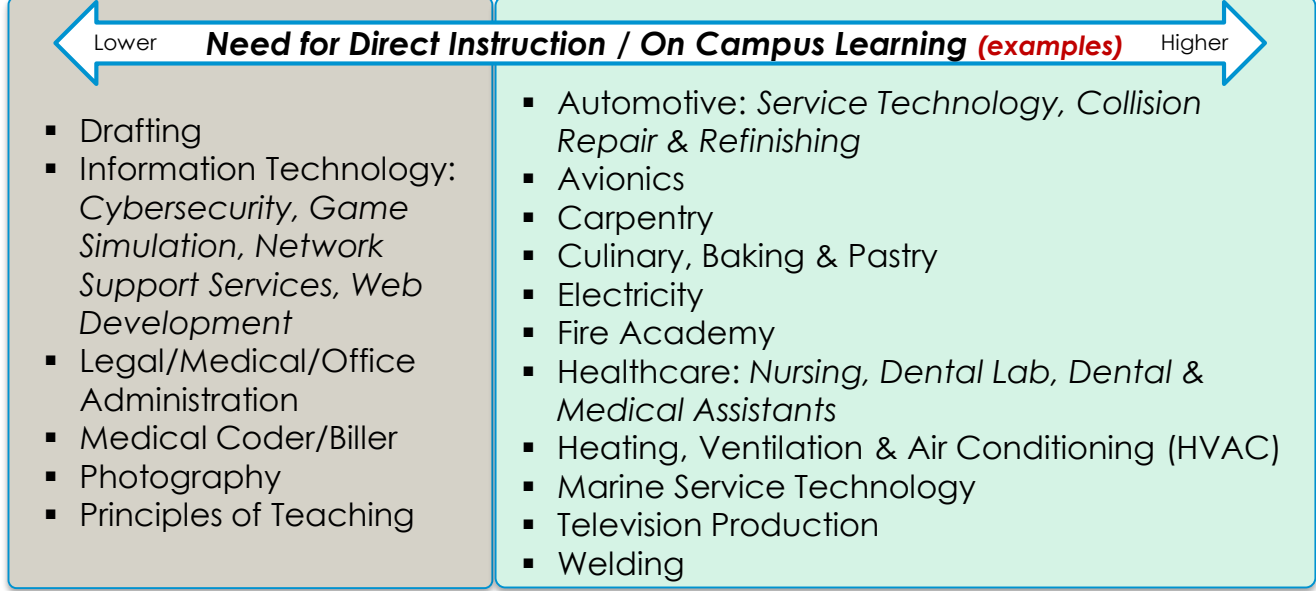 Lower Need for Direct Instruction / On Campus Learning (examples) Higher
▪ Drafting
▪ Information Technology:
Cybersecurity, Game
Simulation, Network
Support Services, Web
Development
▪ Legal/Medical/Office
Administration
▪ Medical Coder/Biller
▪ Photography
▪ Principles of Teaching
▪ Automotive: Service Technology, Collision
Repair & Refinishing
▪ Avionics
▪ Carpentry
▪ Culinary, Baking & Pastry
▪ Electricity
▪ Fire Academy
▪ Healthcare: Nursing, Dental Lab, Dental &
Medical Assistants
▪ Heating, Ventilation & Air Conditioning (HVAC)
▪ Marine Service Technology
▪ Television Production
▪ Welding